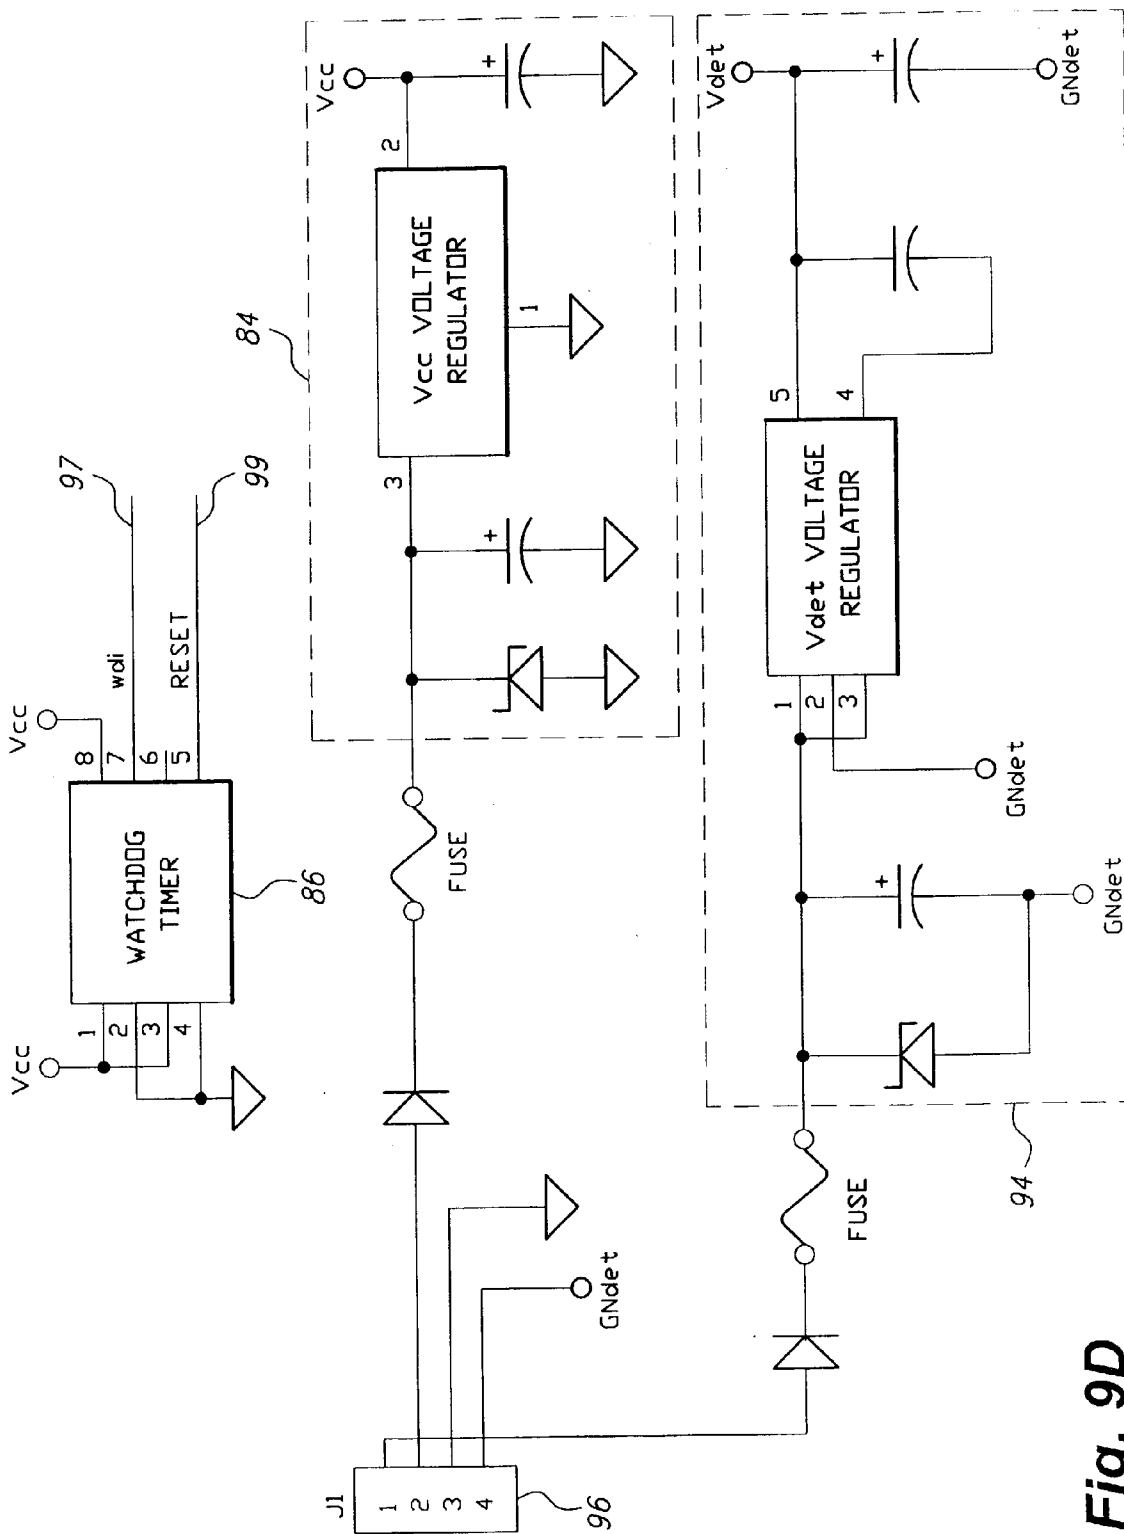 Vcc
1
2
3
4
WATCHDOG
TIMER
86
Vcc
8
7
6
5
wdi
RESET
97
99
J1
1
2
3
4
96
GNdet
FUSE
84
3
Vcc VOLTAGE
REGULATOR
1
2
Vcc
+
+
FUSE
94
+
GNdet
GNdet
1
2
3
Vdet VOLTAGE
REGULATOR
5
4
Vdet
+
GNdet
Fig. 9D